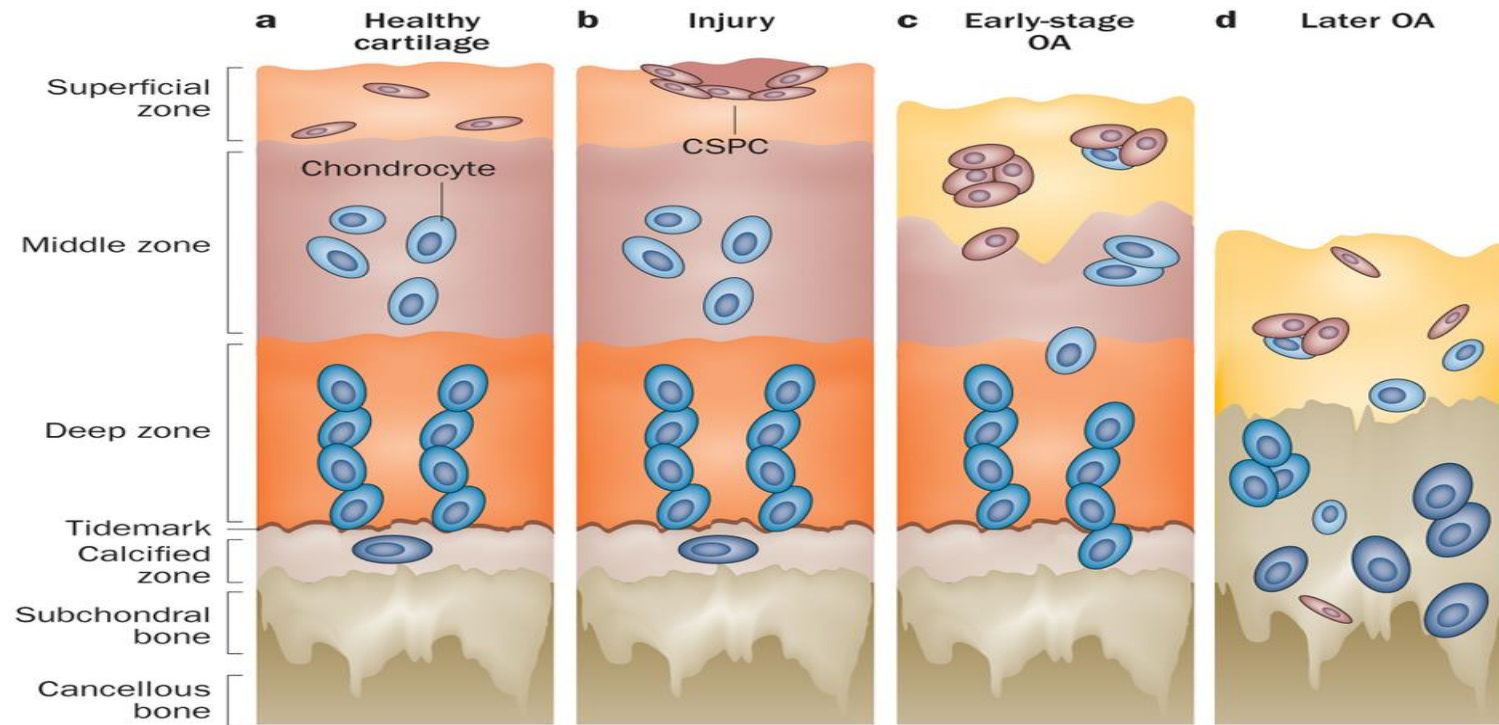 a Healthy cartilage
b Injury
c Early-stage OA
d Later OA
Superficial zone
CSPC
Chondrocyte
Middle zone
Deep zone
Tidemark
Calcified zone
Subchondral bone
Cancellous bone